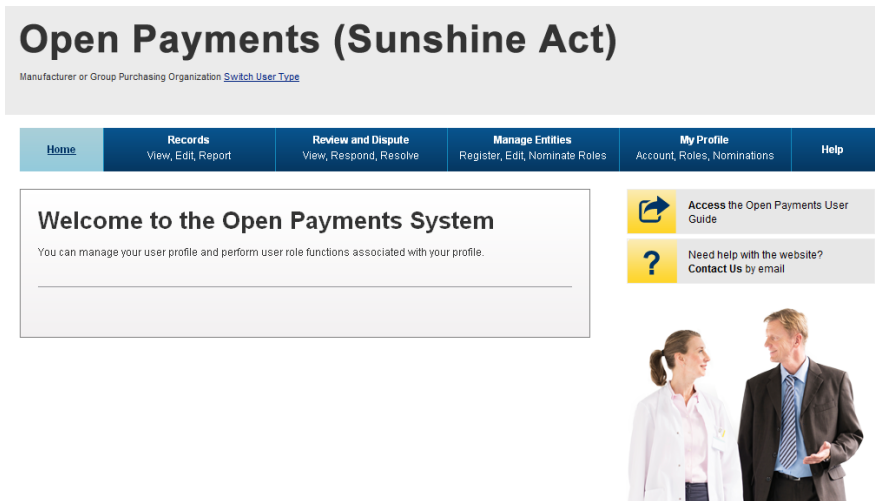 Open Payments (Sunshine Act)
Manufacturer or Group Purchasing Organization Switch User Type
Home
Records
View, Edit, Report
Review and Dispute
View, Respond, Resolve
Manage Entities
Register, Edit, Nominate Roles
My Profile
Account, Roles, Nominations
Help
Welcome to the Open Payments System
You can manage your user profile and perform user role functions associated with your profile.
Access the Open Payments User
Guide
? Need help with the website?
Contact Us by email